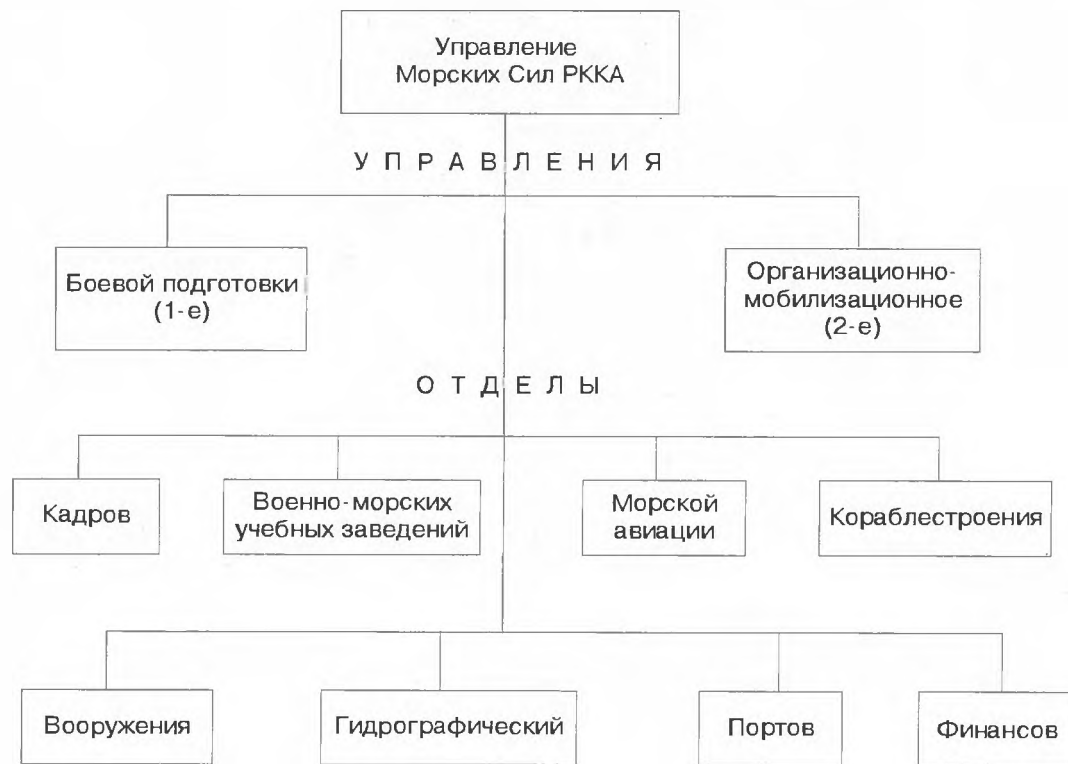 Управление
Морских Сил РККА
УПРАВЛЕНИЯ
Боевой подготовки
(1-е)
Организационно-
мобилизационное
(2-е)
ОТДЕЛЫ
Кадров
Военно-морских
учебных заведений
Морской
авиации
Кораблестроения
Вооружения
Гидрографический
Портов
Финансов